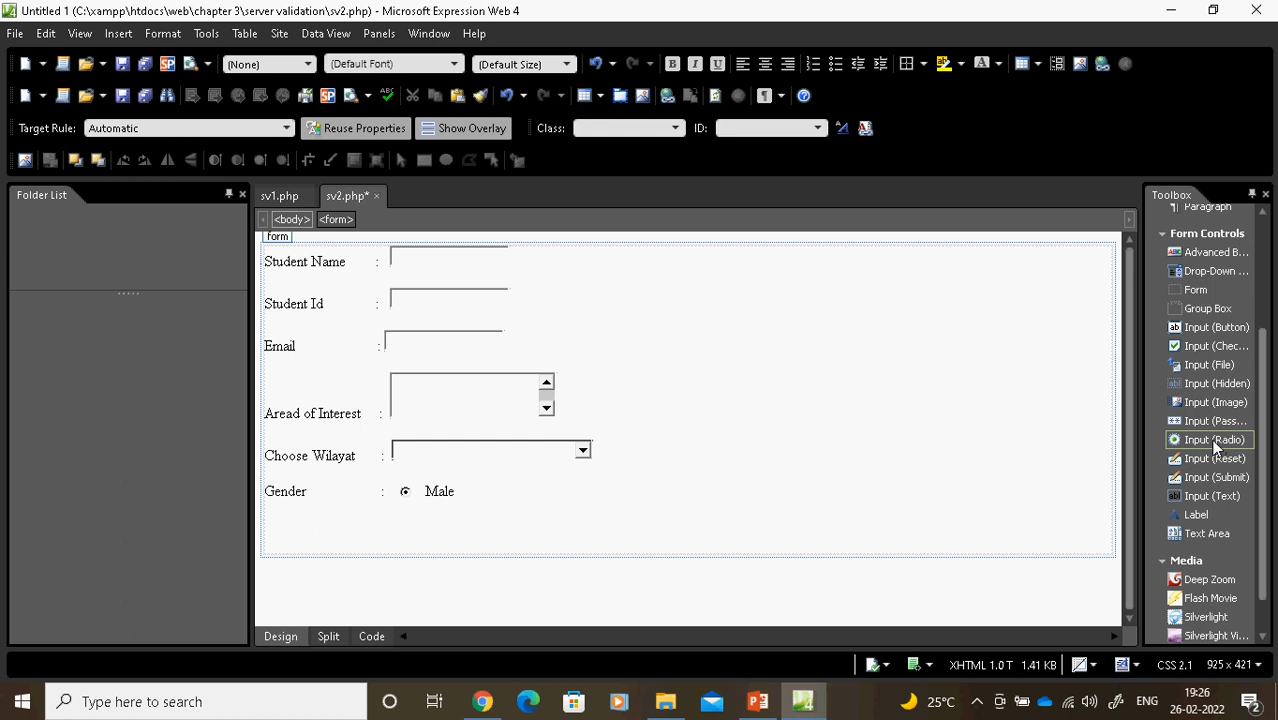 Untitled 1 (C:\xampp\htdocs\web\chapter 3\server validation\sv2.php) - Microsoft Expression Web 4
File Edit View Insert Format Tools Table Site Data View Panels Window Help
(None) (Default Font) (Default Size) B I U A
ABC
Target Rule: Automatic Reuse Properties Show Overlay Class: ID:
Folder List
sv1.php sv2.php* ×
<body> <form>
form
Student Name :
Student Id :
Email :
Aread of Interest :
Choose Wilayat :
Gender : Male
Design Split Code
Toolbox
Paragraph
Form Controls
Advanced B...
Drop-Down ...
Form
Group Box
Input (Button)
Input (Chec...
Input (File)
Input (Hidden)
Input (Image)
Input (Pass...
Input (Radio)
Input (Reset)
Input (Submit)
Input (Text)
Label
Text Area
Media
Deep Zoom
Flash Movie
Silverlight
Silverlight Vi...
XHTML 1.0 T 1.41 KB CSS 2.1 925 x 421
Type here to search
25°C ENG
19:26
26-02-2022
2